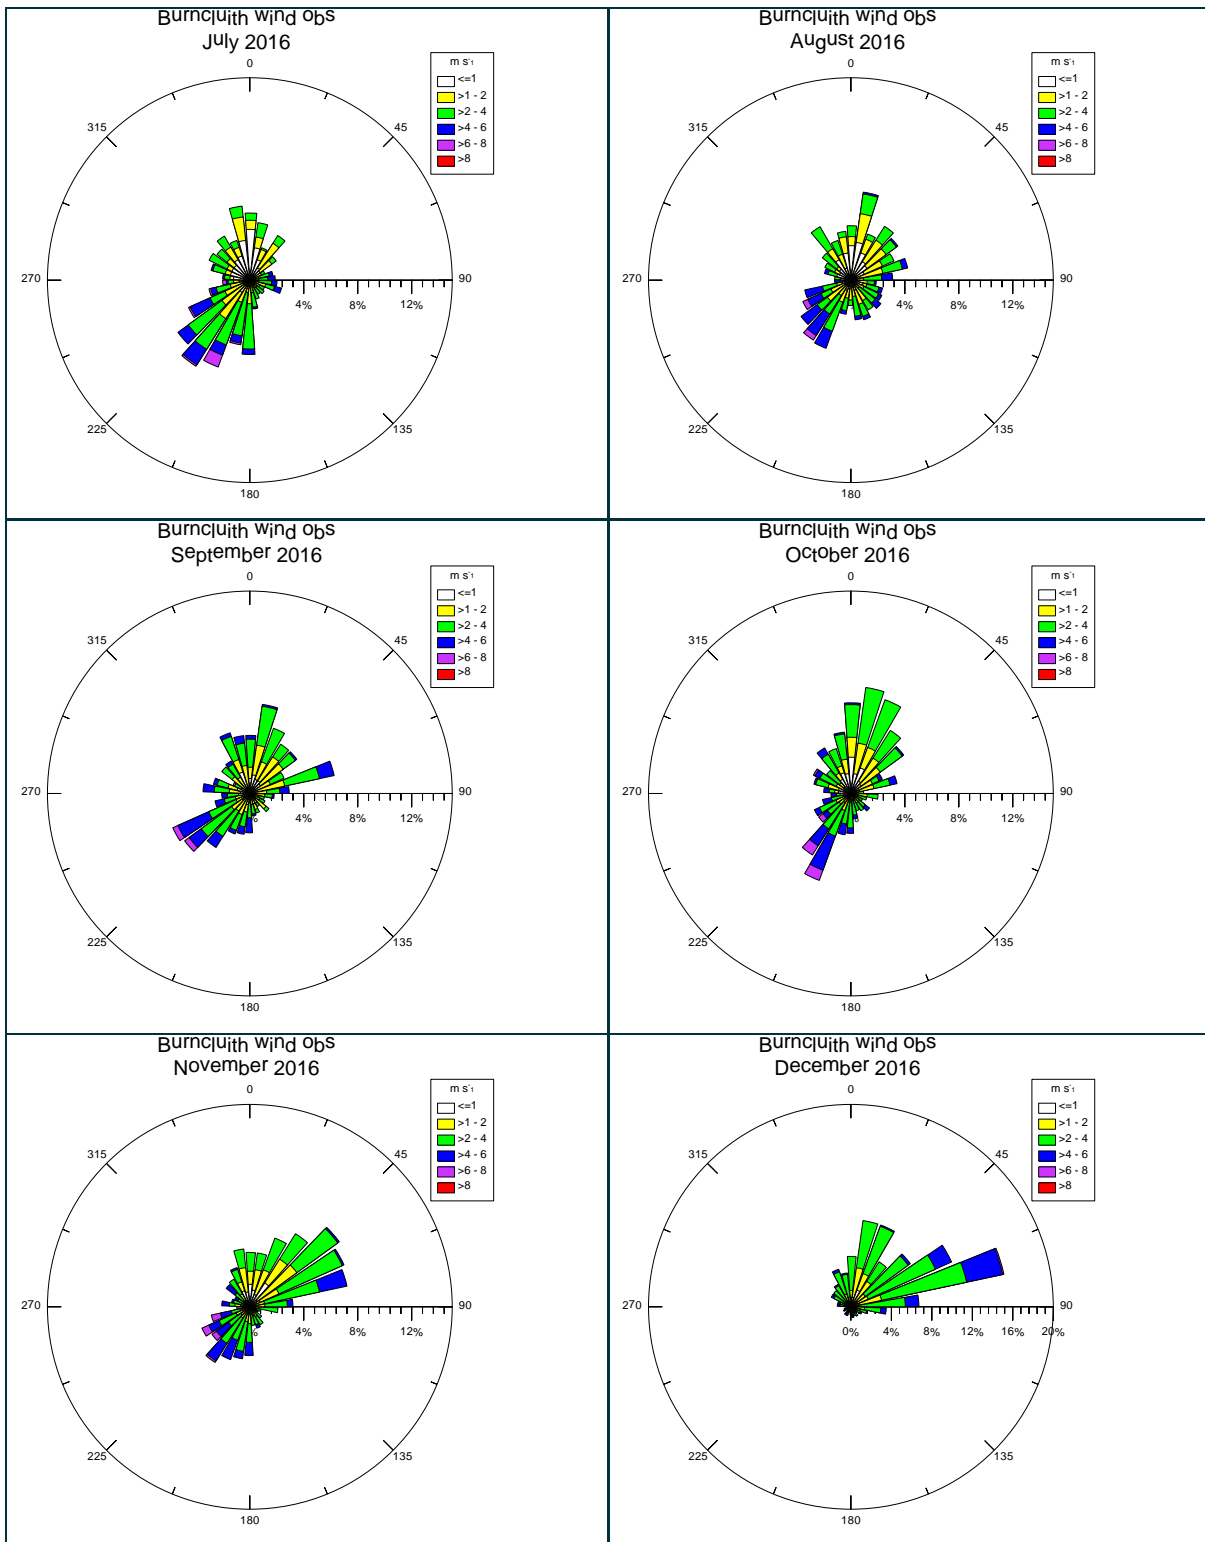 Burncluith wind obs
July 2016
m s-1
<=1
>1 - 2
>2 - 4
>4 - 6
>6 - 8
>8
0
45
90
135
180
225
270
315
4%
8%
12%
Burncluith wind obs
August 2016
m s-1
<=1
>1 - 2
>2 - 4
>4 - 6
>6 - 8
>8
0
45
90
135
180
225
270
315
4%
8%
12%
Burncluith wind obs
September 2016
m s-1
<=1
>1 - 2
>2 - 4
>4 - 6
>6 - 8
>8
0
45
90
135
180
225
270
315
%
4%
8%
12%
Burncluith wind obs
October 2016
m s-1
<=1
>1 - 2
>2 - 4
>4 - 6
>6 - 8
>8
0
45
90
135
180
225
270
315
4%
8%
12%
Burncluith wind obs
November 2016
m s-1
<=1
>1 - 2
>2 - 4
>4 - 6
>6 - 8
>8
0
45
90
135
180
225
270
315
%
4%
8%
12%
Burncluith wind obs
December 2016
m s-1
<=1
>1 - 2
>2 - 4
>4 - 6
>6 - 8
>8
0
45
90
135
180
225
270
315
0%
4%
8%
12%
16%
20%